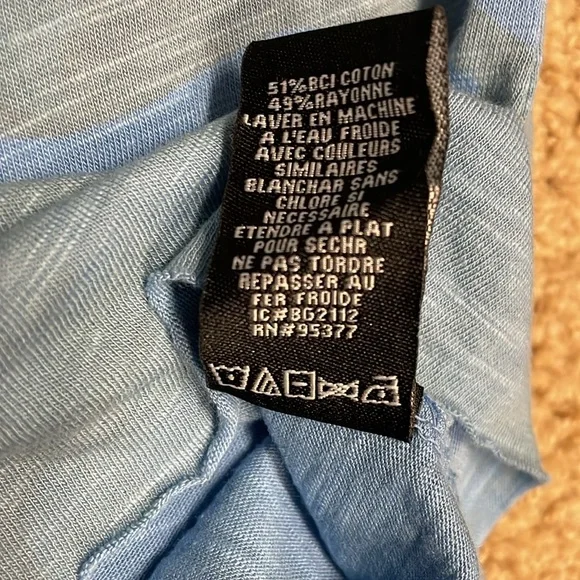 51%BCI COTON
49%RAYONNE
LAVER EN MACHINE
A L'EAU FROIDE
AVEC COULEURS
SIMILAIRES
BLANCHAR SANS
CHLORE SI
NECESSAIRE
ÉTENDRE A PLAT
POUR SECHR
NE PAS TORDRE
REPASSER AU
FER FROIDE
IC#BG2112
RN#95377